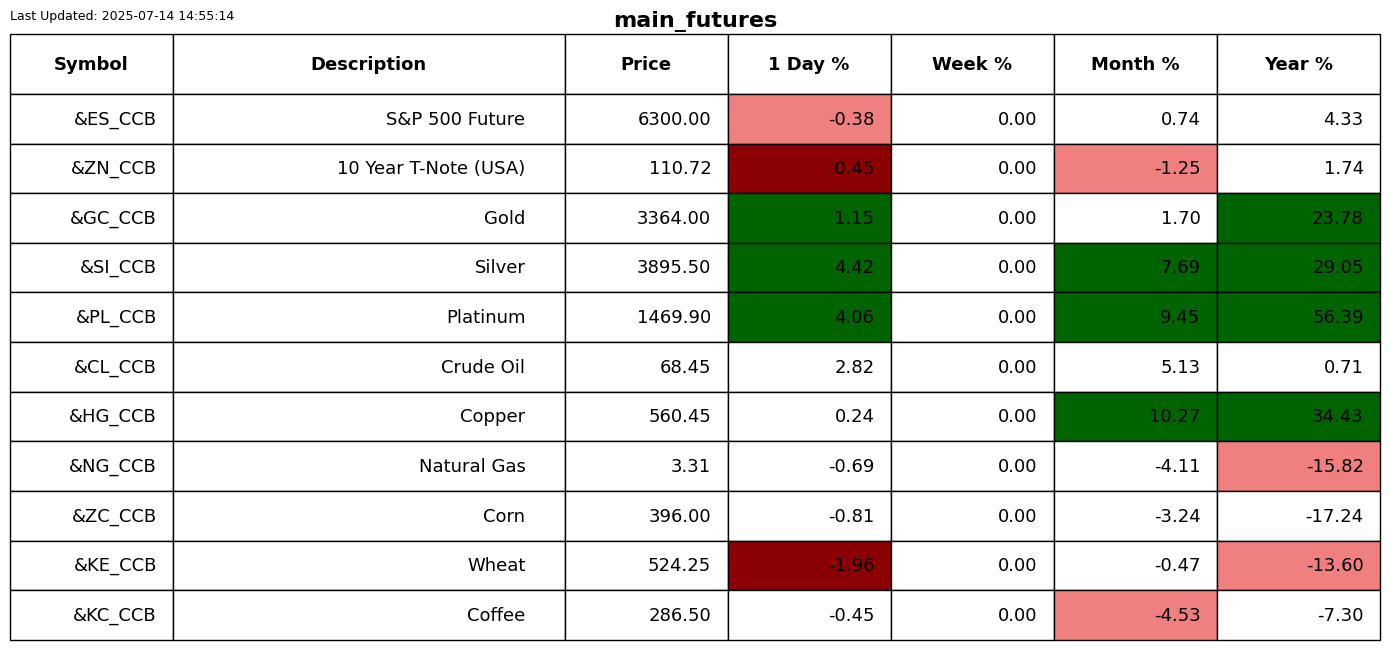 Last Updated: 2025-07-14 14:55:14
main_futures
Symbol Description Price 1 Day % Week % Month % Year %
&ES_CCB S&P 500 Future 6300.00 -0.38 0.00 0.74 4.33
&ZN_CCB 10 Year T-Note (USA) 110.72 -0.45 0.00 -1.25 1.74
&GC_CCB Gold 3364.00 1.15 0.00 1.70 23.78
&SI_CCB Silver 3895.50 4.42 0.00 7.69 29.05
&PL_CCB Platinum 1469.90 4.06 0.00 9.45 56.39
&CL_CCB Crude Oil 68.45 2.82 0.00 5.13 0.71
&HG_CCB Copper 560.45 0.24 0.00 10.27 34.43
&NG_CCB Natural Gas 3.31 -0.69 0.00 -4.11 -15.82
&ZC_CCB Corn 396.00 -0.81 0.00 -3.24 -17.24
&KE_CCB Wheat 524.25 -1.96 0.00 -0.47 -13.60
&KC_CCB Coffee 286.50 -0.45 0.00 -4.53 -7.30